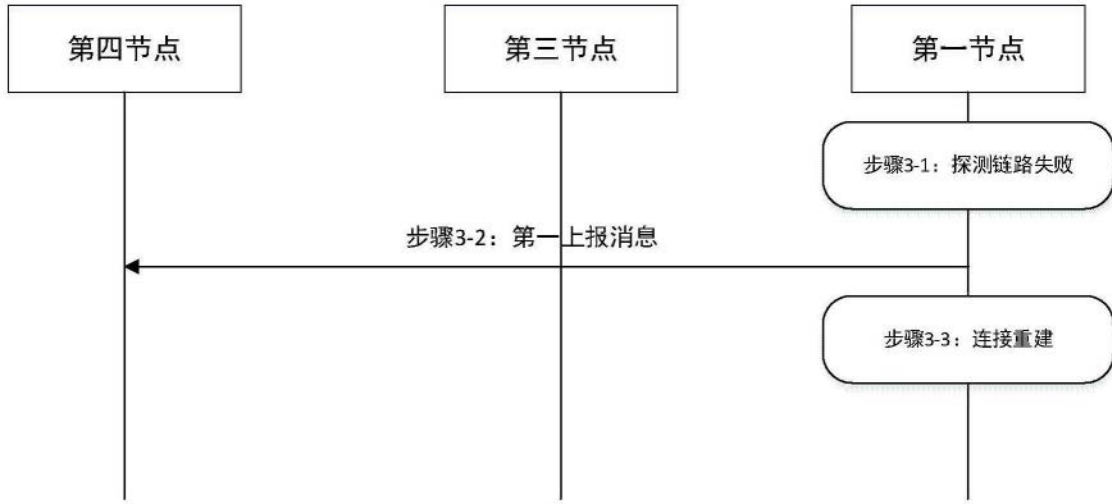 第四节点
第三节点
第一节点
步骤3-1：探测链路失败
步骤3-2：第一上报消息
步骤3-3：连接重建